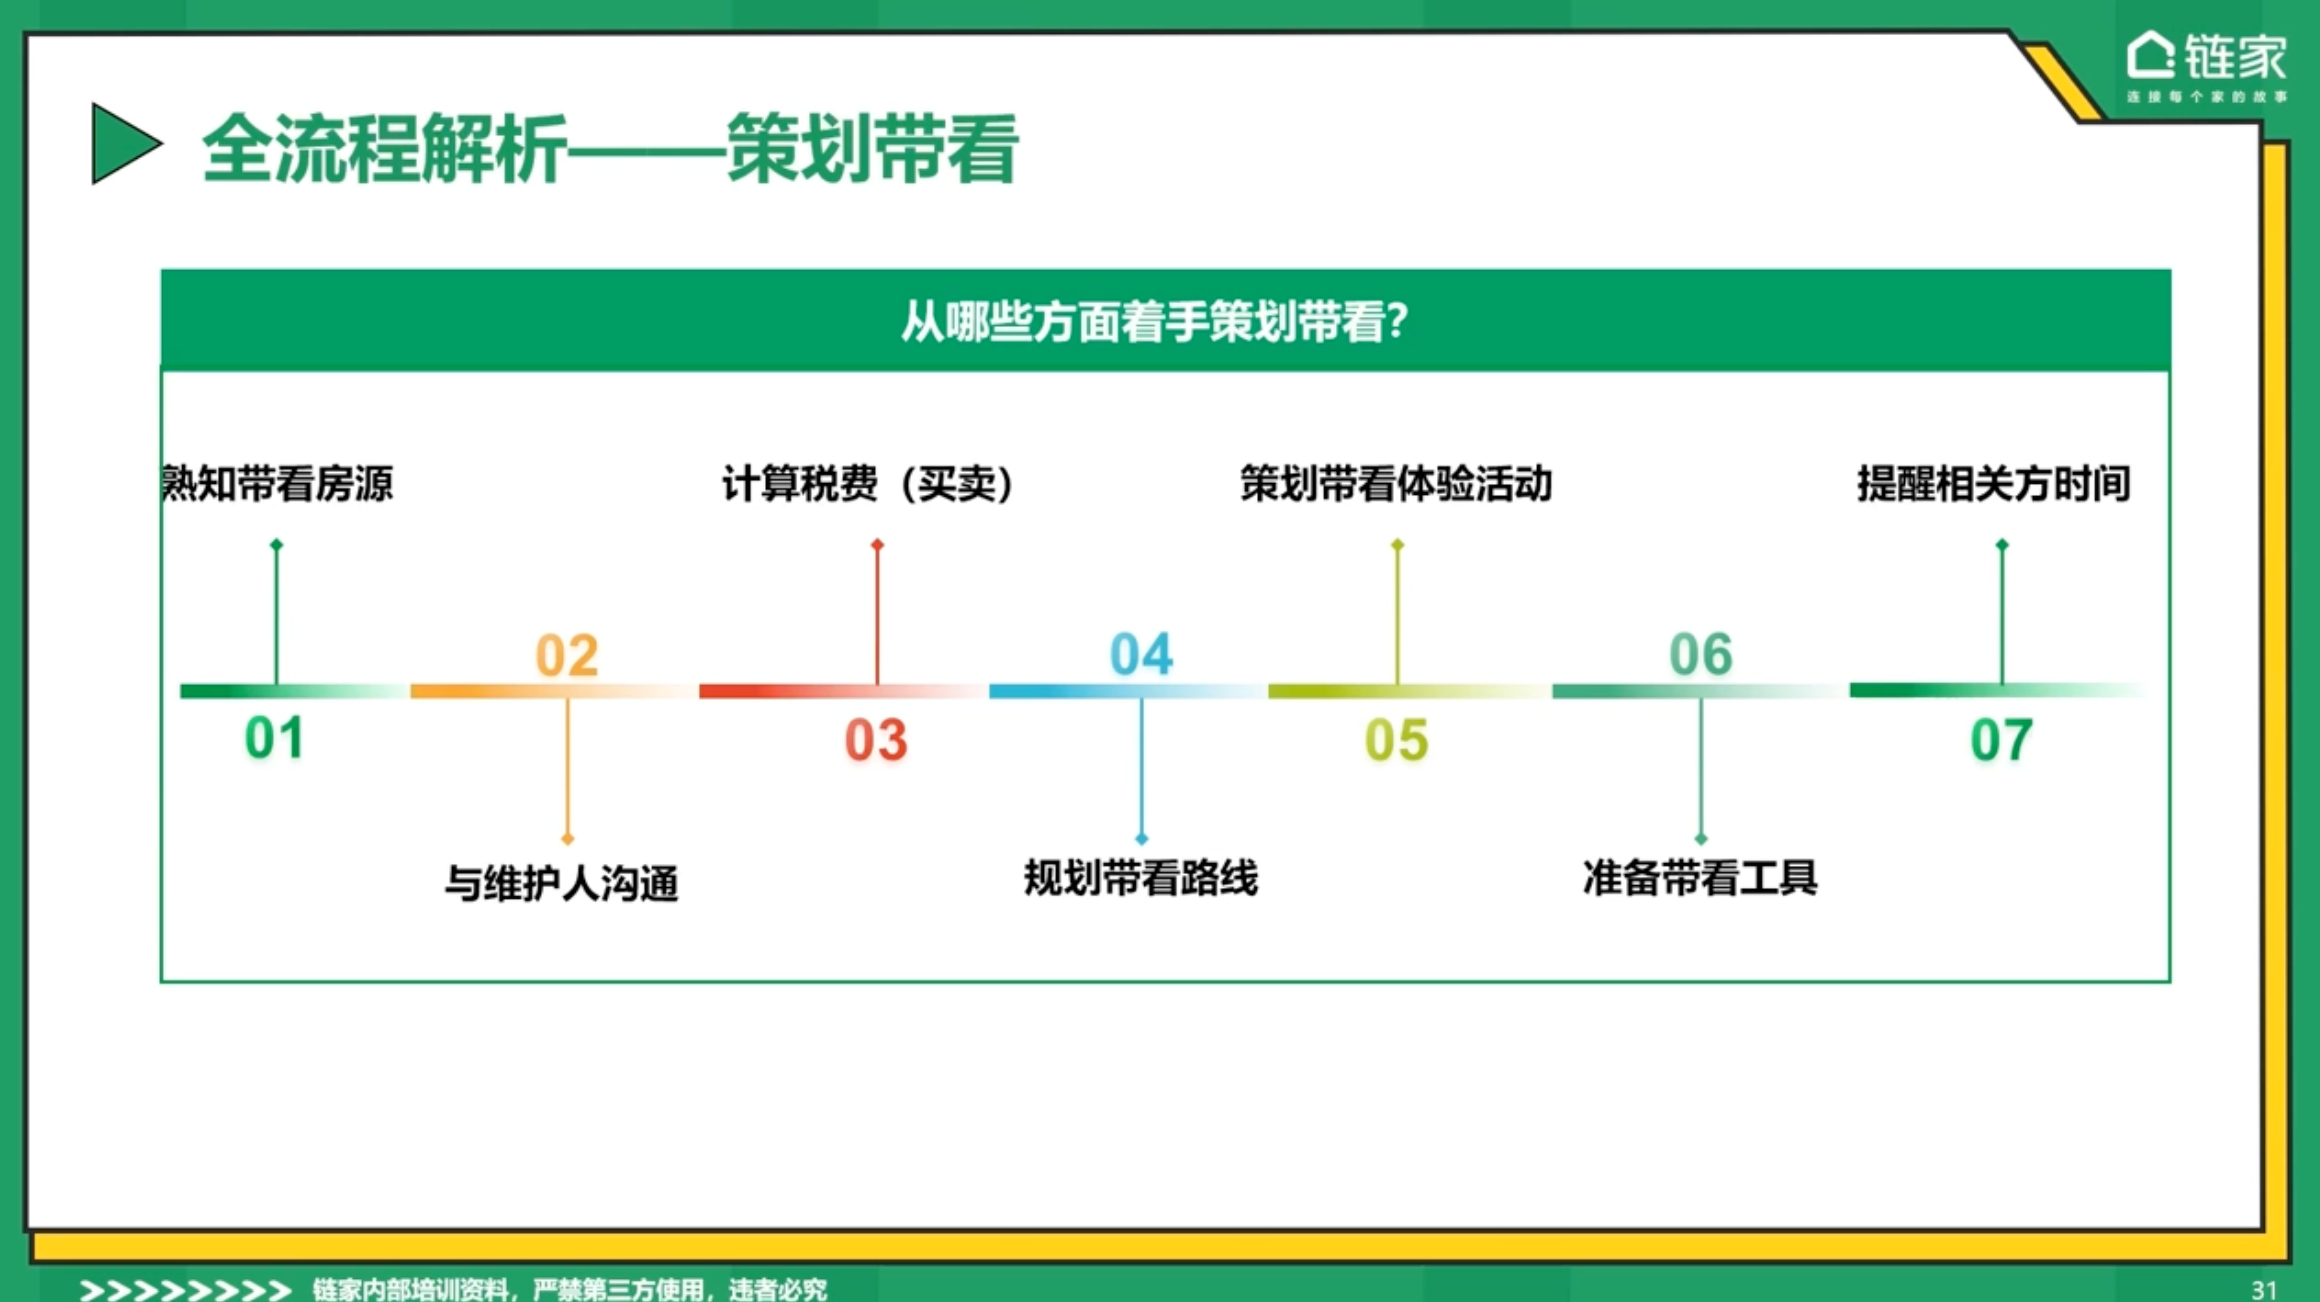 链家
连接每个家的故事
全流程解析——策划带看
从哪些方面着手策划带看？
熟知带看房源
计算税费（买卖）
策划带看体验活动
提醒相关方时间
02
04
06
01
03
05
07
与维护人沟通
规划带看路线
准备带看工具
链家内部培训资料，严禁第三方使用，违者必究
31